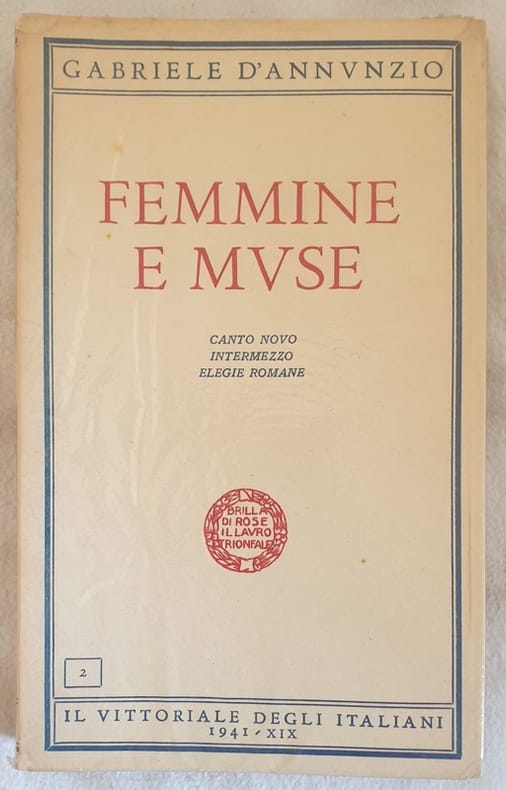 GABRIELE D'ANNVNZIO
FEMMINE
E MVSE
CANTO NOVO
INTERMEZZO
ELEGIE ROMANE
BRILLA
DI ROSE
IL LAVRO
TRIONFALE
2
IL VITTORIALE DEGLI ITALIANI
1941-XIX